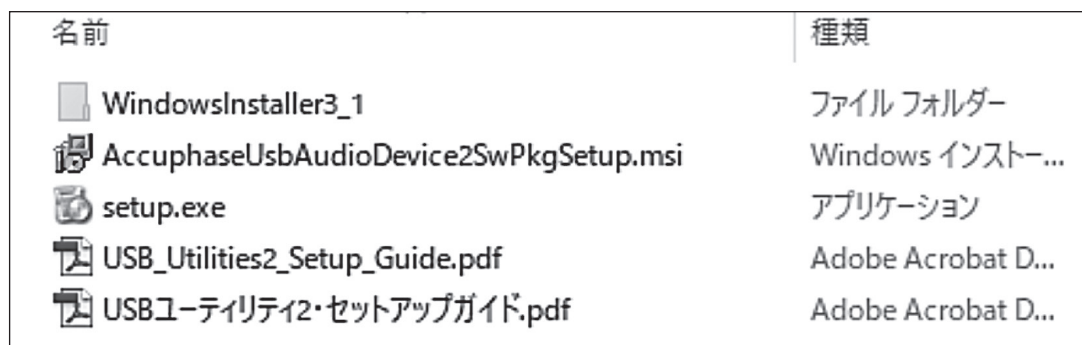 名前 種類
WindowsInstaller3_1 ファイル フォルダー
AccuphaseUsbAudioDevice2SwPkgSetup.msi Windows インストー...
setup.exe アプリケーション
USB_Utilities2_Setup_Guide.pdf Adobe Acrobat D...
USBユーティリティ2・セットアップガイド.pdf Adobe Acrobat D...